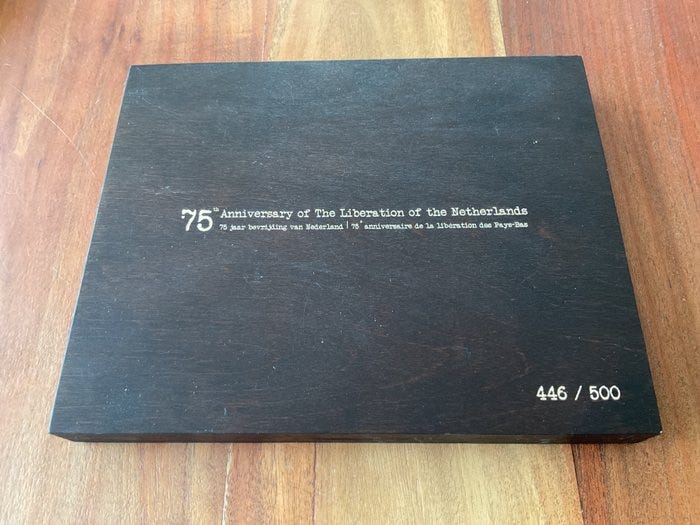 75th Anniversary of The Liberation of the Netherlands
75 jaar bevrijding van Nederland | 75e anniversaire de la libération des Pays-Bas
446 / 500